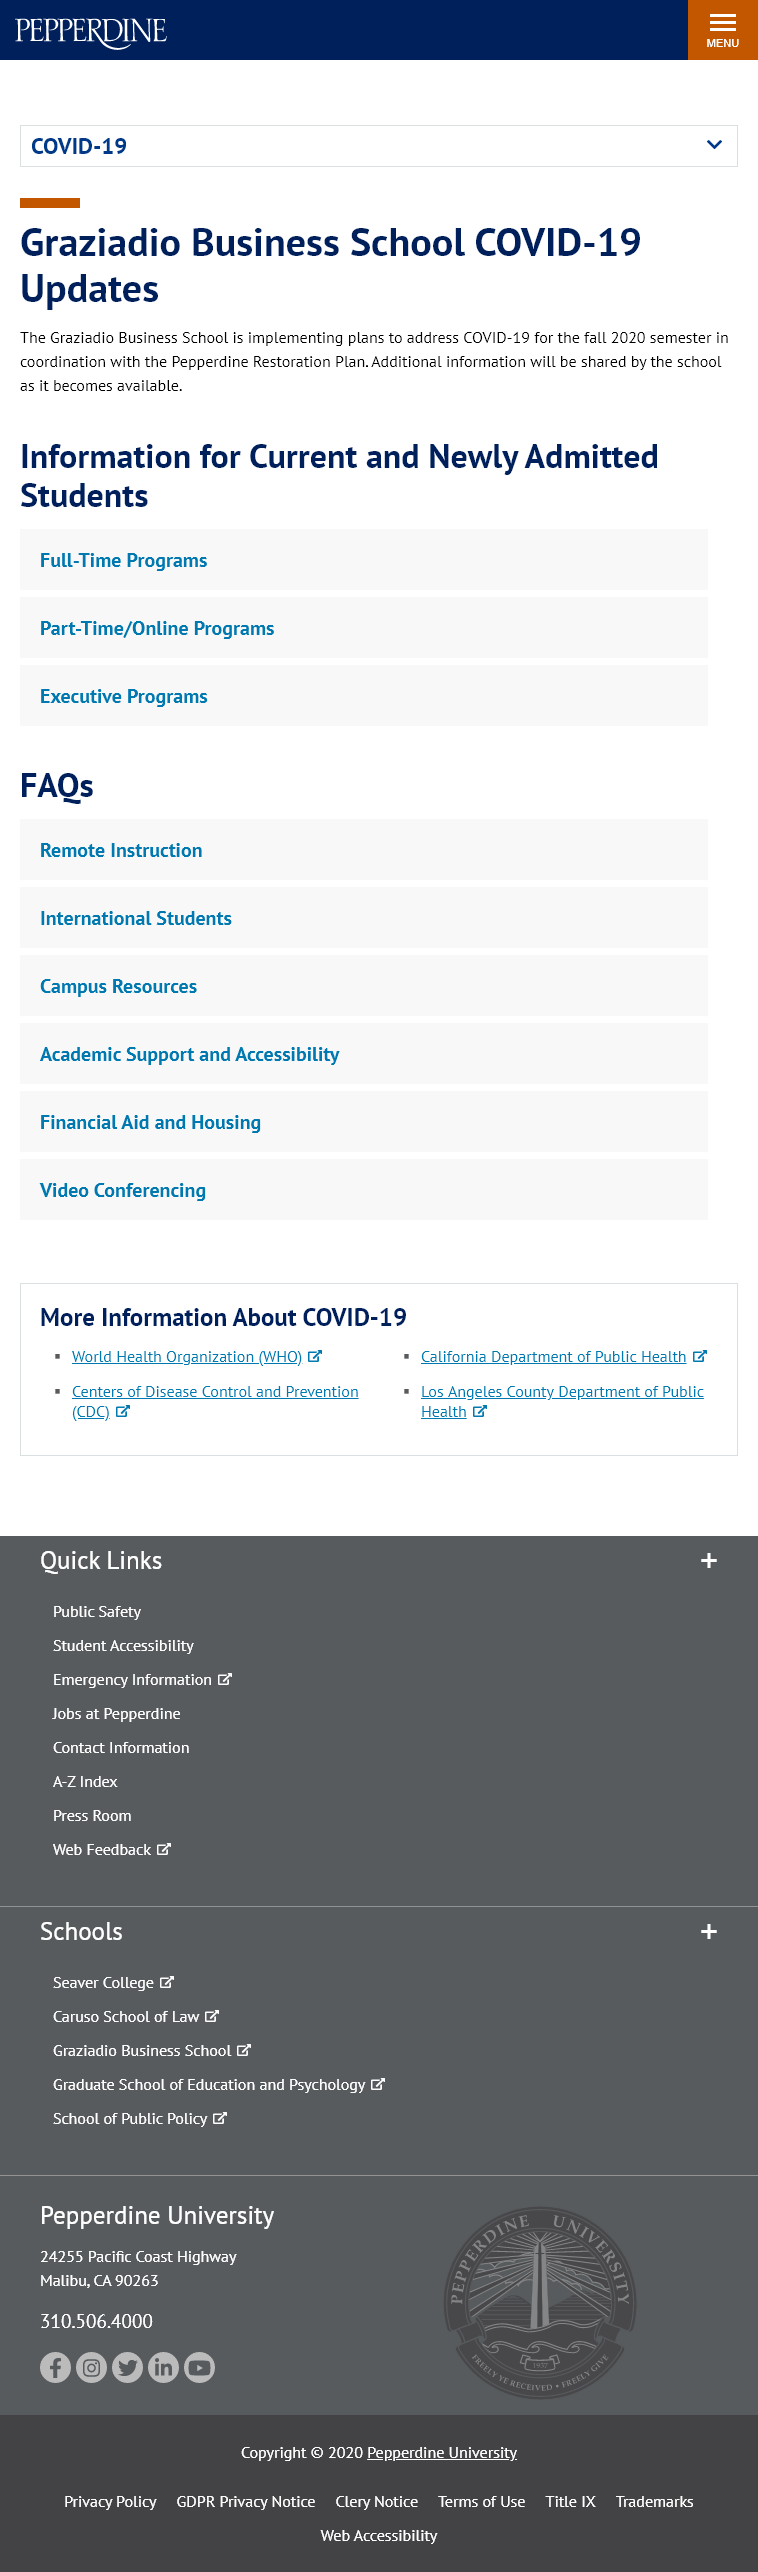 PEPPERDINE
MENU
COVID-19
Graziadio Business School COVID-19
Updates
The Graziadio Business School is implementing plans to address COVID-19 for the fall 2020 semester in
coordination with the Pepperdine Restoration Plan. Additional information will be shared by the school
as it becomes available.
Information for Current and Newly Admitted
Students
Full-Time Programs
Part-Time/Online Programs
Executive Programs
FAQs
Remote Instruction
International Students
Campus Resources
Academic Support and Accessibility
Financial Aid and Housing
Video Conferencing
More Information About COVID-19
World Health Organization (WHO)
Centers of Disease Control and Prevention
(CDC)
California Department of Public Health
Los Angeles County Department of Public
Health
Quick Links
Public Safety
Student Accessibility
Emergency Information
Jobs at Pepperdine
Contact Information
A-Z Index
Press Room
Web Feedback
Schools
Seaver College
Caruso School of Law
Graziadio Business School
Graduate School of Education and Psychology
School of Public Policy
Pepperdine University
24255 Pacific Coast Highway
Malibu, CA 90263
310.506.4000
PEPPERDINE UNIVERSITY
1937
FREELY YE RECEIVED • FREELY GIVE
Copyright © 2020 Pepperdine University
Privacy Policy GDPR Privacy Notice Clery Notice Terms of Use Title IX Trademarks
Web Accessibility